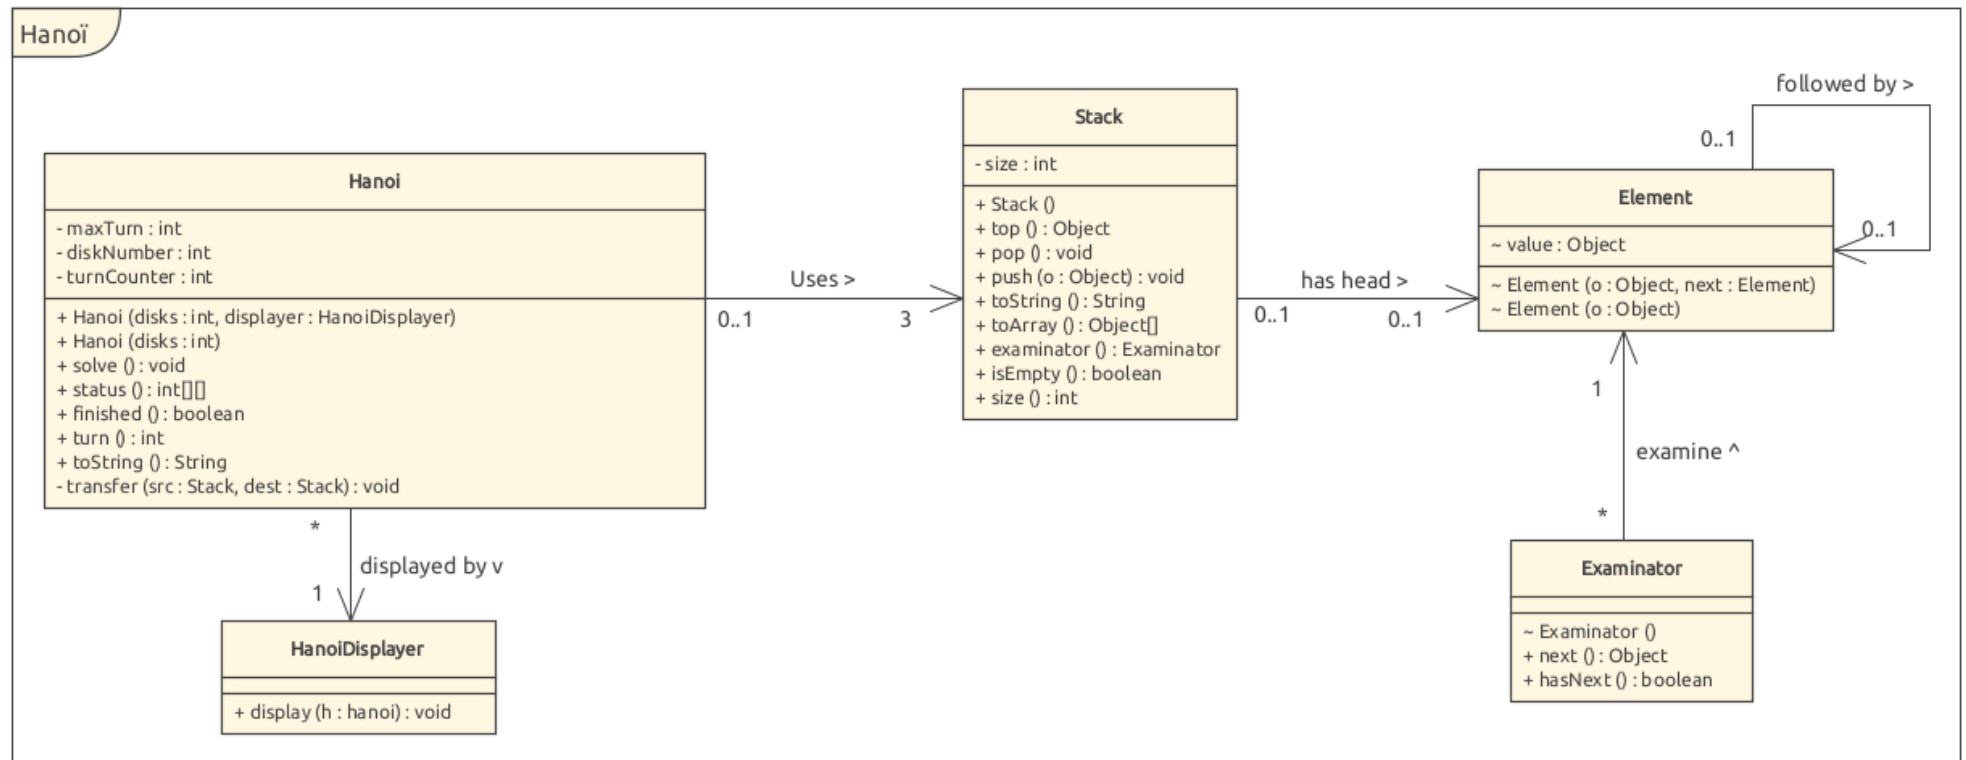 Hanoï
followed by >
0..1
0..1
Stack
- size : int
+ Stack ()
+ top () : Object
+ pop () : void
+ push (o : Object) : void
+ toString () : String
+ toArray () : Object[]
+ examinator () : Examinator
+ isEmpty () : boolean
+ size () : int
Hanoi
- maxTurn : int
- diskNumber : int
- turnCounter : int
+ Hanoi (disks : int, displayer : HanoiDisplayer)
+ Hanoi (disks : int)
+ solve () : void
+ status () : int[][]
+ finished () : boolean
+ turn () : int
+ toString () : String
- transfer (src : Stack, dest : Stack) : void
Uses >
0..1
3
has head >
0..1
0..1
Element
~ value : Object
~ Element (o : Object, next : Element)
~ Element (o : Object)
1
examine ^
*
*
displayed by v
1
HanoiDisplayer
+ display (h : hanoi) : void
Examinator
~ Examinator ()
+ next () : Object
+ hasNext () : boolean